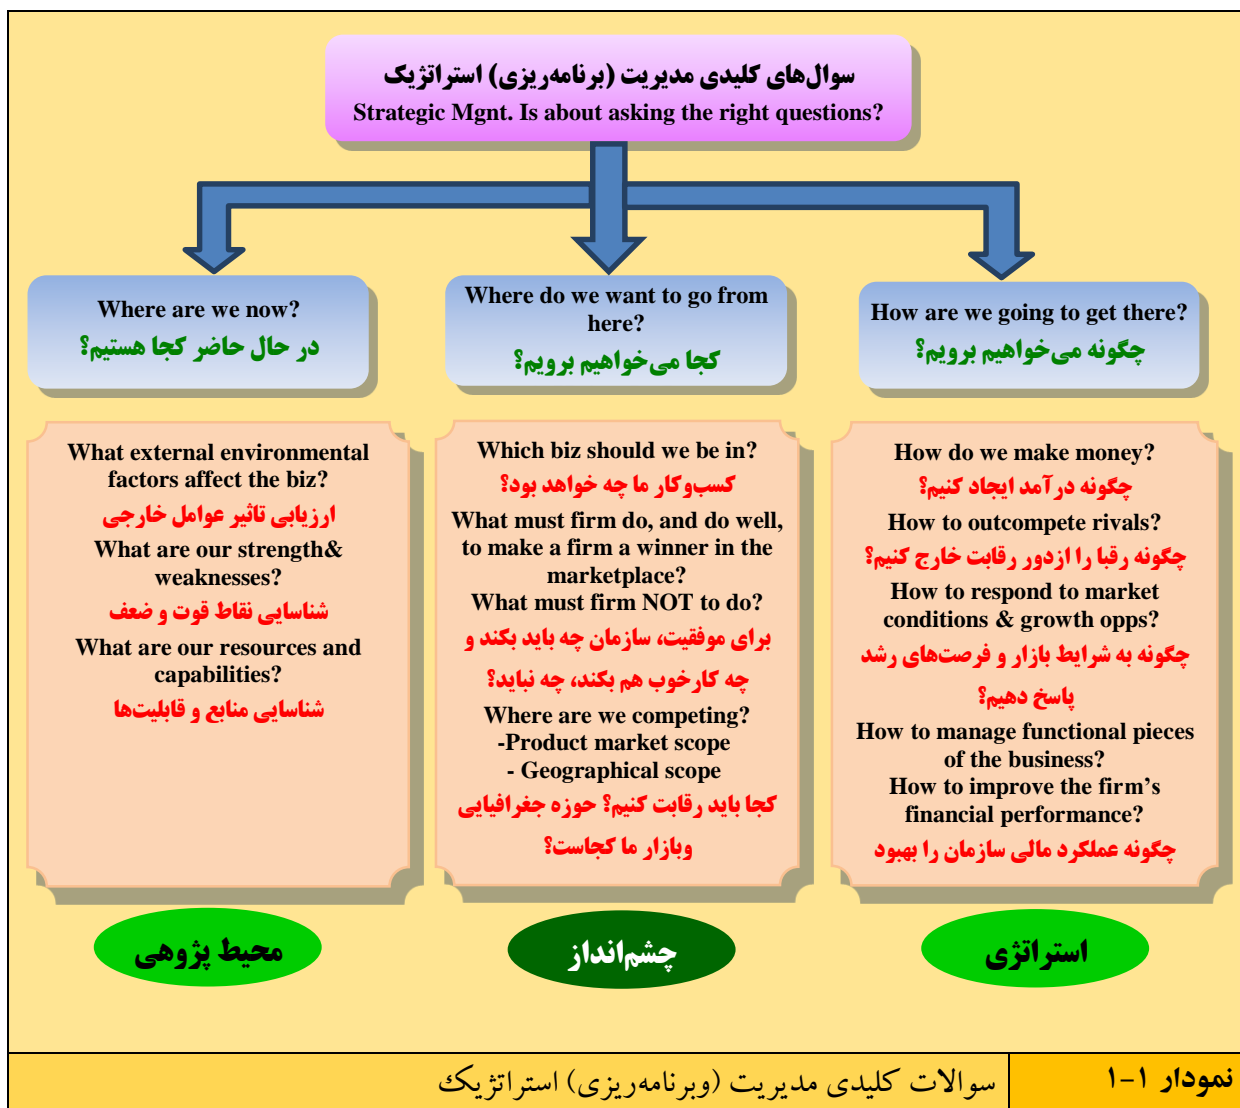 سوال‌های کلیدی مدیریت (برنامه‌ریزی) استراتژیک
Strategic Mgnt. Is about asking the right questions?
Where are we now?
در حال حاضر کجا هستیم؟
What external environmental
factors affect the biz?
ارزیابی تاثیر عوامل خارجی
What are our strength&
weaknesses?
شناسایی نقاط قوت و ضعف
What are our resources and
capabilities?
شناسایی منابع و قابلیت‌ها
محیط پژوهی
Where do we want to go from
here?
کجا می‌خواهیم برویم؟
Which biz should we be in?
کسب‌وکار ما چه خواهد بود؟
What must firm do, and do well,
to make a firm a winner in the
marketplace?
What must firm NOT to do?
برای موفقیت، سازمان چه باید بکند و
چه کارخوب هم بکند، چه نباید؟
Where are we competing?
-Product market scope
- Geographical scope
کجا باید رقابت کنیم؟ حوزه جغرافیایی
وبازار ما کجاست؟
چشم‌انداز
How are we going to get there?
چگونه می‌خواهیم برویم؟
How do we make money?
چگونه درآمد ایجاد کنیم؟
How to outcompete rivals?
چگونه رقبا را ازدور رقابت خارج کنیم؟
How to respond to market
conditions & growth opps?
چگونه به شرایط بازار و فرصت‌های رشد
پاسخ دهیم؟
How to manage functional pieces
of the business?
How to improve the firm's
financial performance?
چگونه عملکرد مالی سازمان را بهبود
استراتژی
نمودار ۱-۱
سوالات کلیدی مدیریت (وبرنامه‌ریزی) استراتژیک